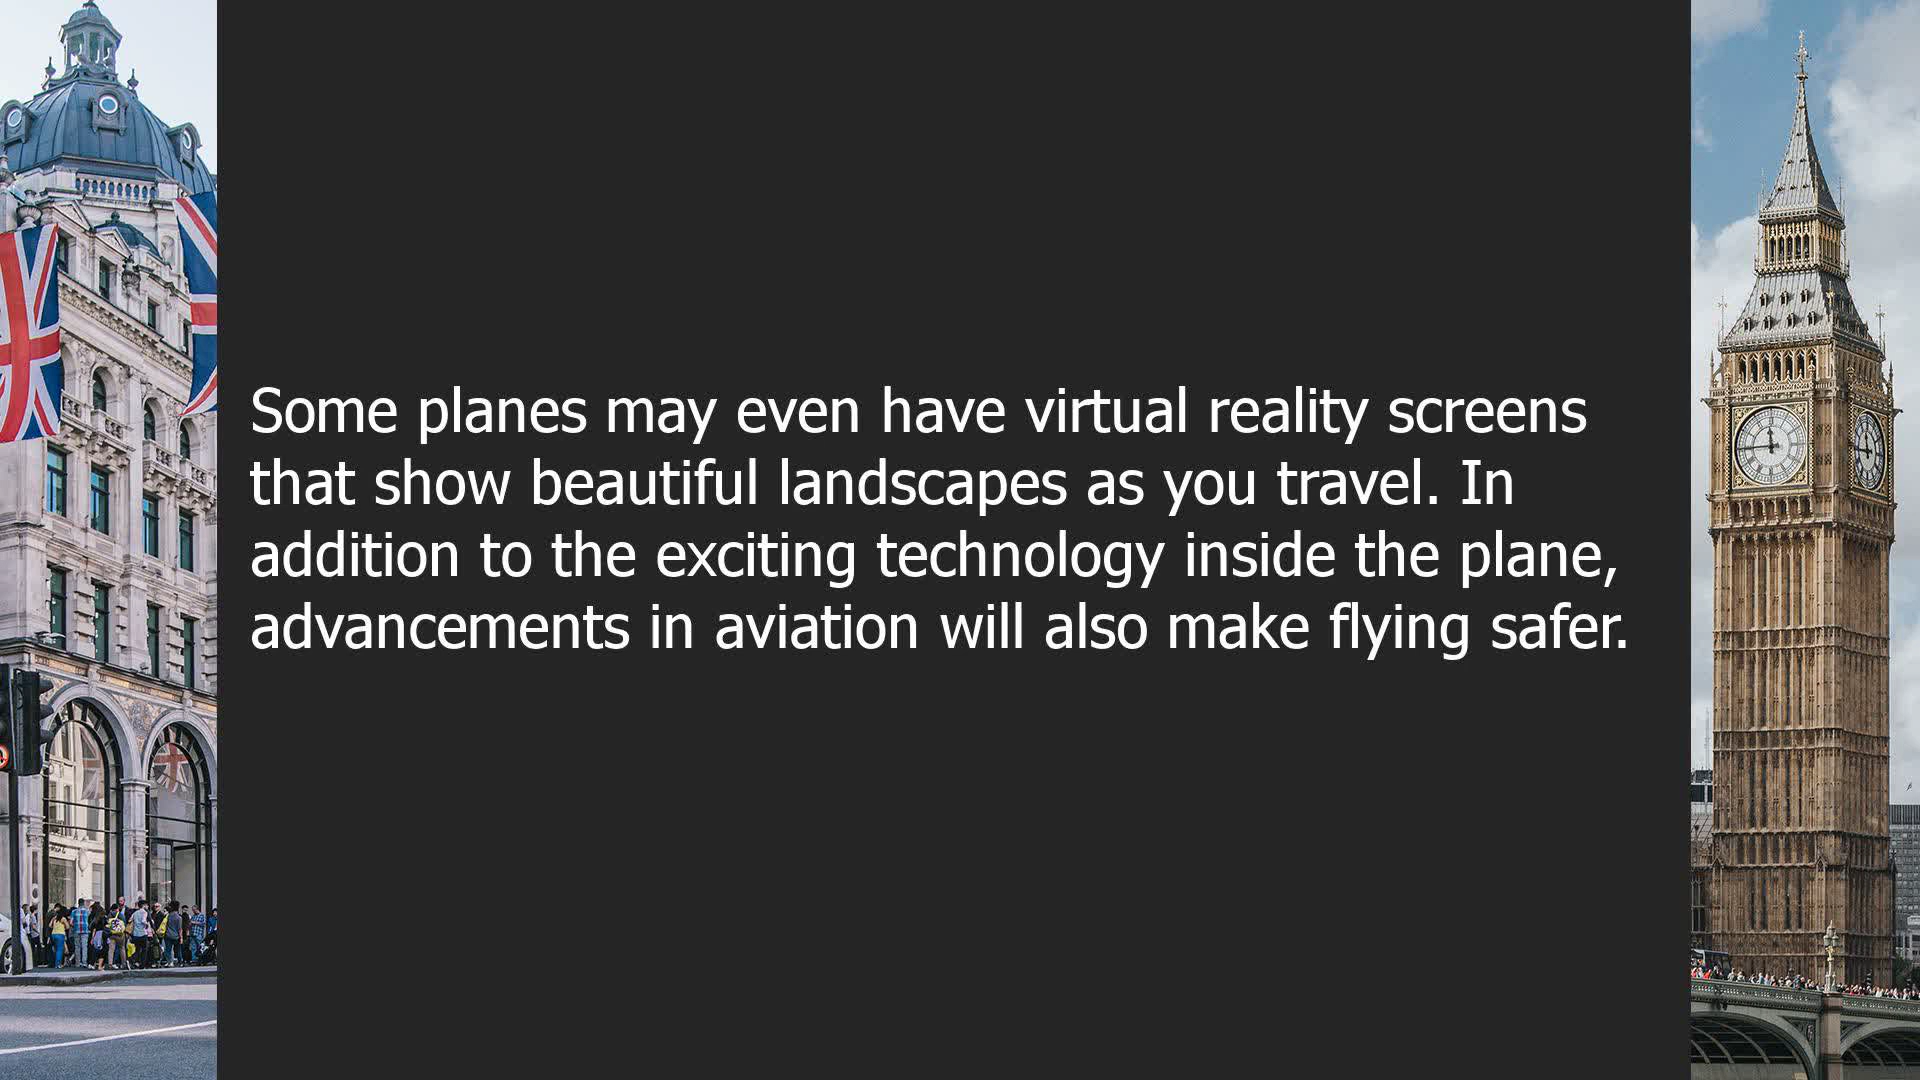 Some planes may even have virtual reality screens
that show beautiful landscapes as you travel. In
addition to the exciting technology inside the plane,
advancements in aviation will also make flying safer.